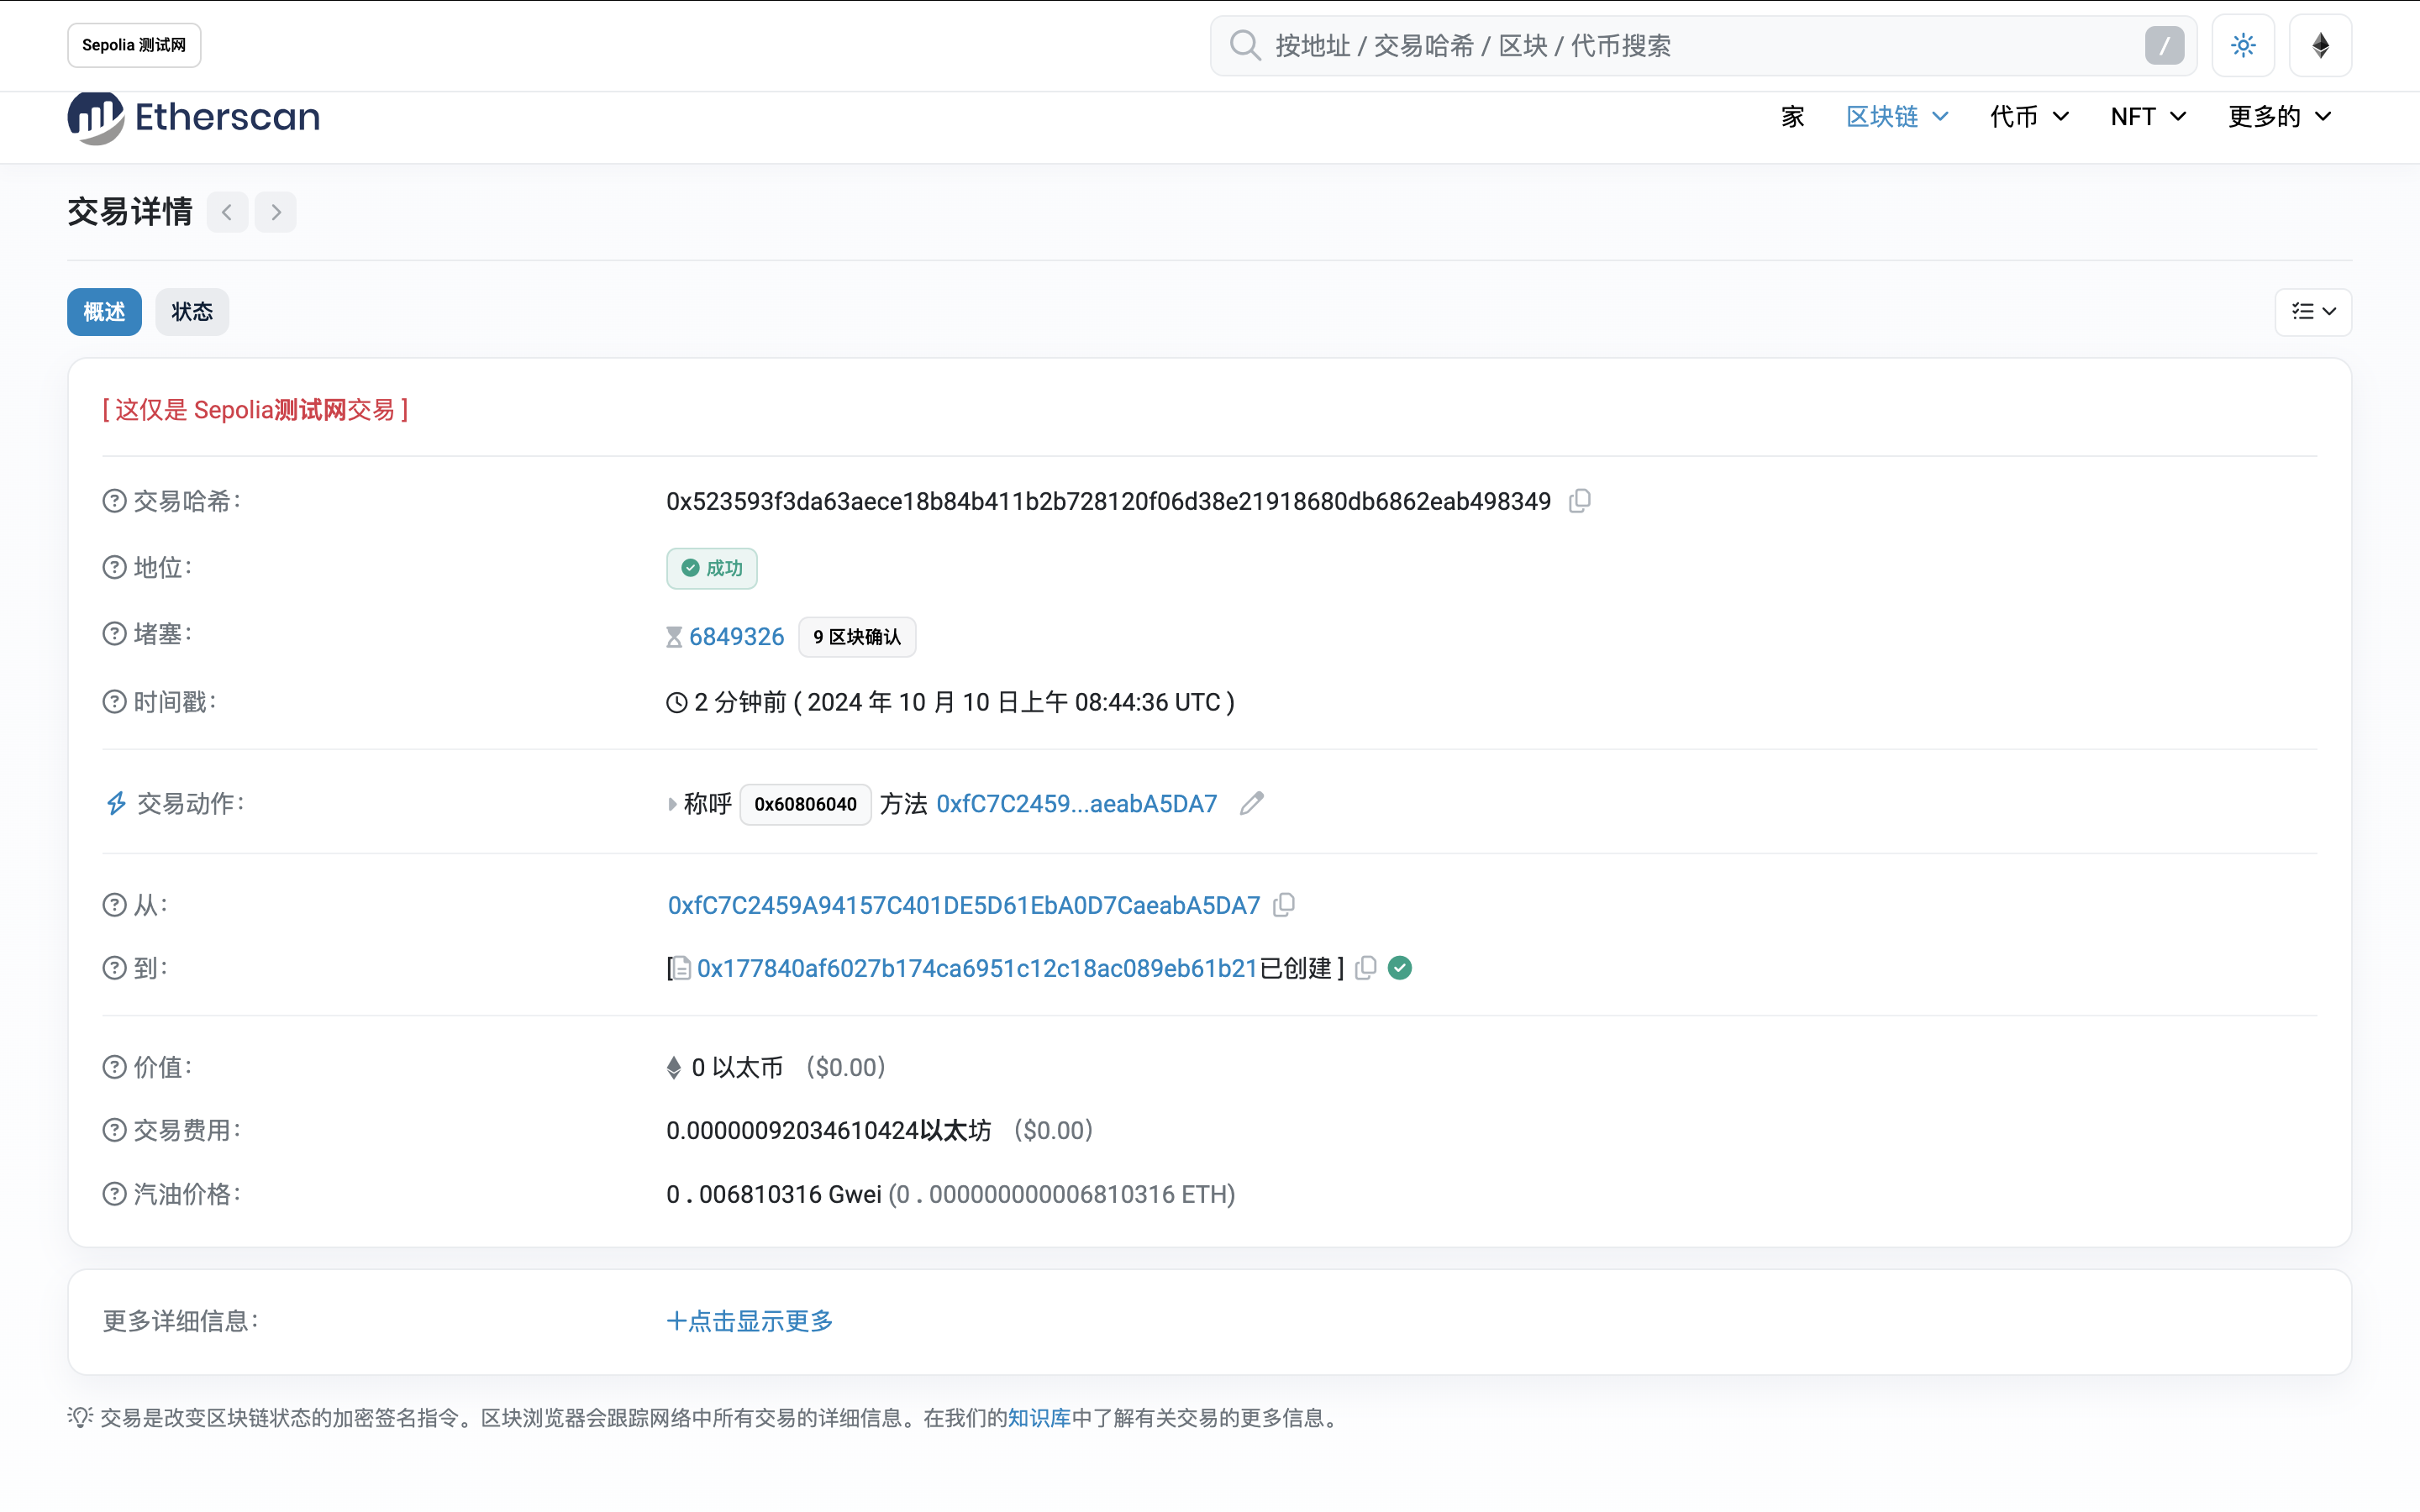 Sepolia 测试网
按地址 / 交易哈希 / 区块 / 代币搜索 /
Etherscan
家 区块链 代币 NFT 更多的
交易详情
概述 状态
[ 这仅是 Sepolia测试网交易 ]
交易哈希: 0x523593f3da63aece18b84b411b2b728120f06d38e21918680db6862eab498349
地位: 成功
堵塞: 6849326 9 区块确认
时间戳: 2 分钟前 ( 2024 年 10 月 10 日上午 08:44:36 UTC )
交易动作: 称呼 0x60806040 方法 0xfC7C2459...aeabA5DA7
从: 0xfC7C2459A94157C401DE5D61EbA0D7CaeabA5DA7
到: [ 0x177840af6027b174ca6951c12c18ac089eb61b21已创建 ]
价值: 0 以太币 ($0.00)
交易费用: 0.00000092034610424以太坊 ($0.00)
汽油价格: 0 . 006810316 Gwei (0 . 000000000006810316 ETH)
更多详细信息: +点击显示更多
交易是改变区块链状态的加密签名指令。区块浏览器会跟踪网络中所有交易的详细信息。在我们的知识库中了解有关交易的更多信息。